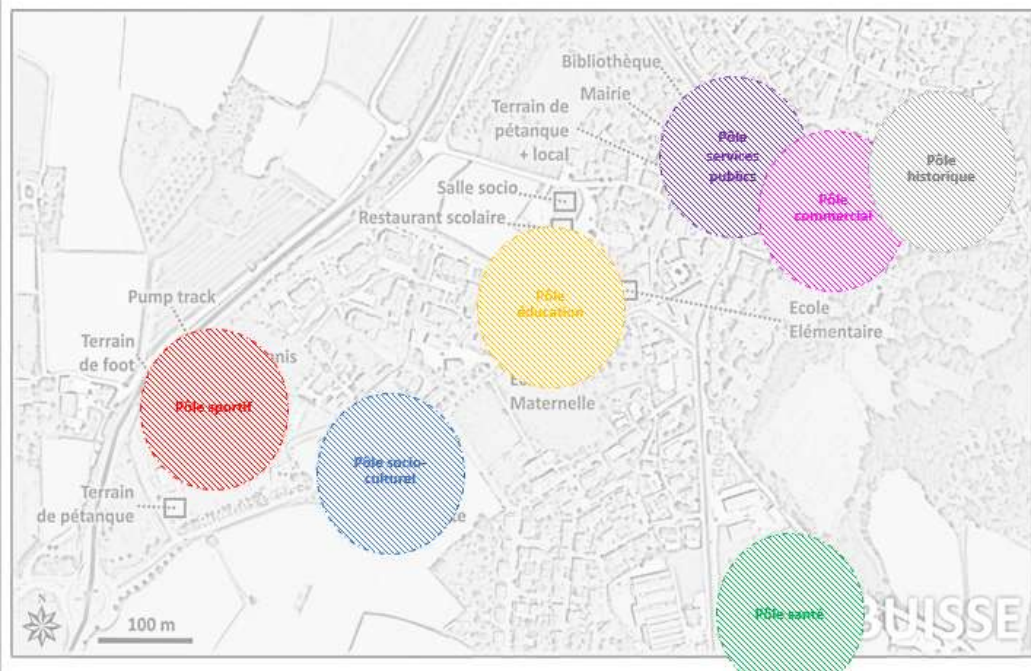 Bibliothèque
Mairie
Terrain de
pétanque
+ local
Salle socio
Restaurant scolaire
Pôle
services
publics
Pôle
commercial
Pôle
historique
Pôle
éducation
Ecole
Elémentaire
Pump track
Terrain
de foot
Pôle sportif
Maternelle
Pôle socio-
culturel
Terrain
de pétanque
Pôle santé
N
100 m
BUISSE